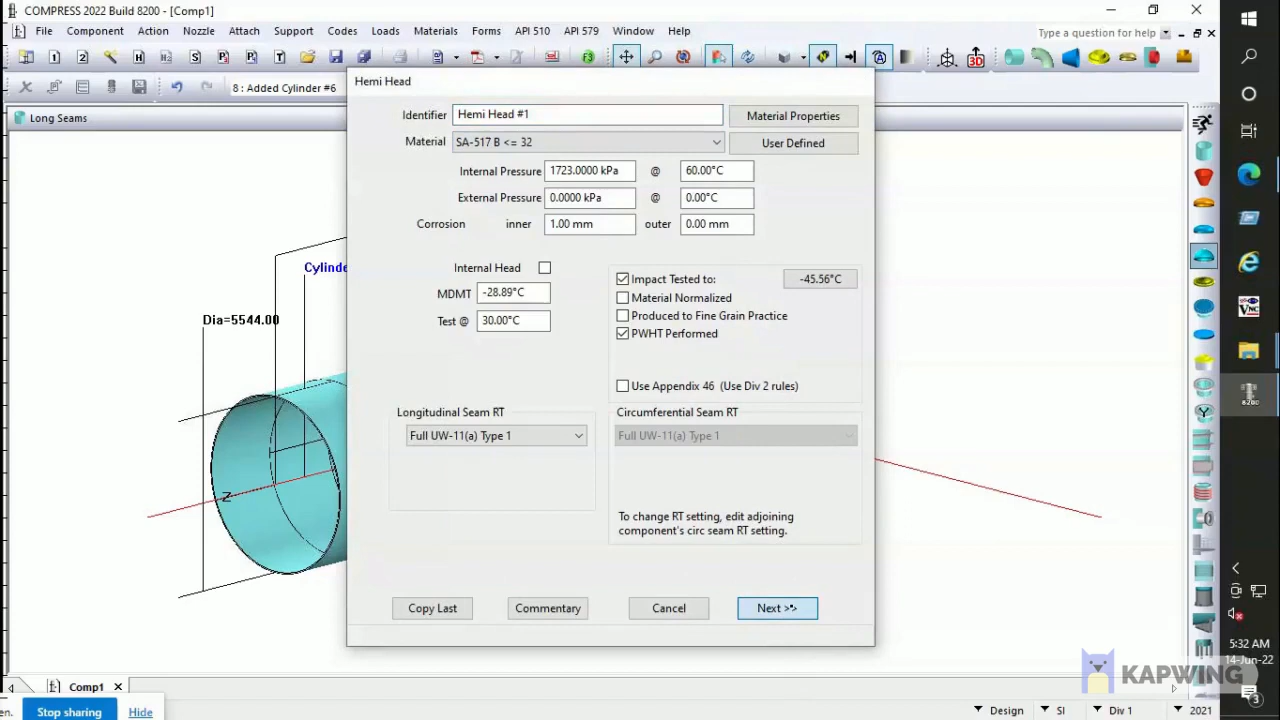 COMPRESS 2022 Build 8200 - [Comp1]
File Component Action Nozzle Attach Support Codes Loads Materials Forms API 510 API 579 Window Help
Type a question for help
8 : Added Cylinder #6
Long Seams
Hemi Head
Identifier Hemi Head #1 Material Properties
Material SA-517 B <= 32 User Defined
Internal Pressure 1723.0000 kPa @ 60.00°C
External Pressure 0.0000 kPa @ 0.00°C
Corrosion inner 1.00 mm outer 0.00 mm
Internal Head
MDMT -28.89°C
Test @ 30.00°C
Impact Tested to: -45.56°C
Material Normalized
Produced to Fine Grain Practice
PWHT Performed
Use Appendix 46 (Use Div 2 rules)
Longitudinal Seam RT
Full UW-11(a) Type 1
Circumferential Seam RT
Full UW-11(a) Type 1
To change RT setting, edit adjoining
component's circ seam RT setting.
Copy Last Commentary Cancel Next >>
Cylinde
Dia=5544.00
Z
Comp1
en. Stop sharing Hide
Design SI Div 1 2021
5:32 AM
14-Jun-22
3
KAPWING
VNC
8200